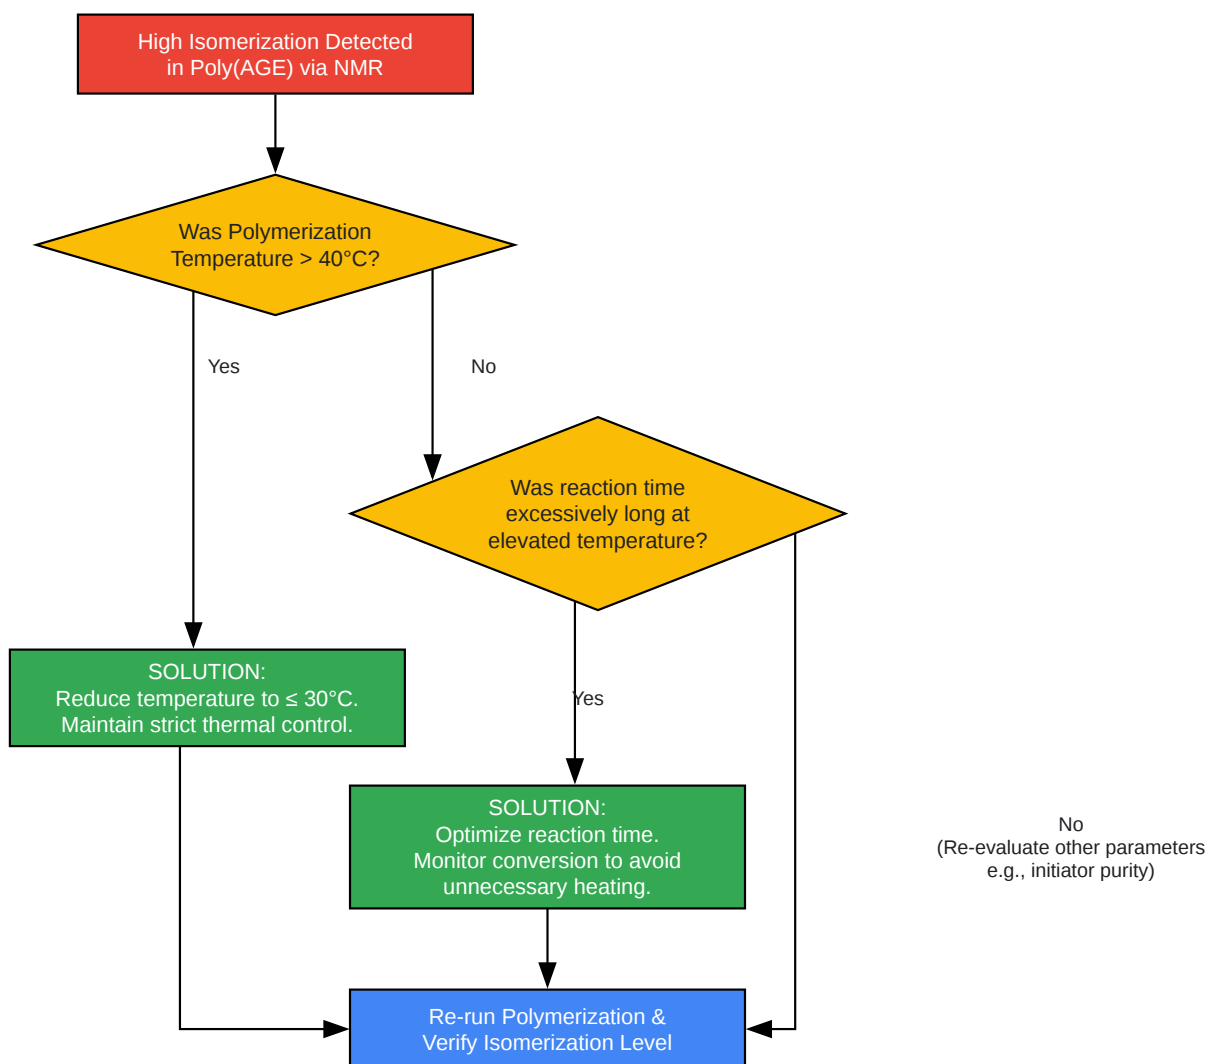 High Isomerization Detected
in Poly(AGE) via NMR
Was Polymerization
Temperature > 40°C?
Yes
No
Was reaction time
excessively long at
elevated temperature?
SOLUTION:
Reduce temperature to ≤ 30°C.
Maintain strict thermal control.
Yes
SOLUTION:
Optimize reaction time.
Monitor conversion to avoid
unnecessary heating.
No
(Re-evaluate other parameters
e.g., initiator purity)
Re-run Polymerization &
Verify Isomerization Level